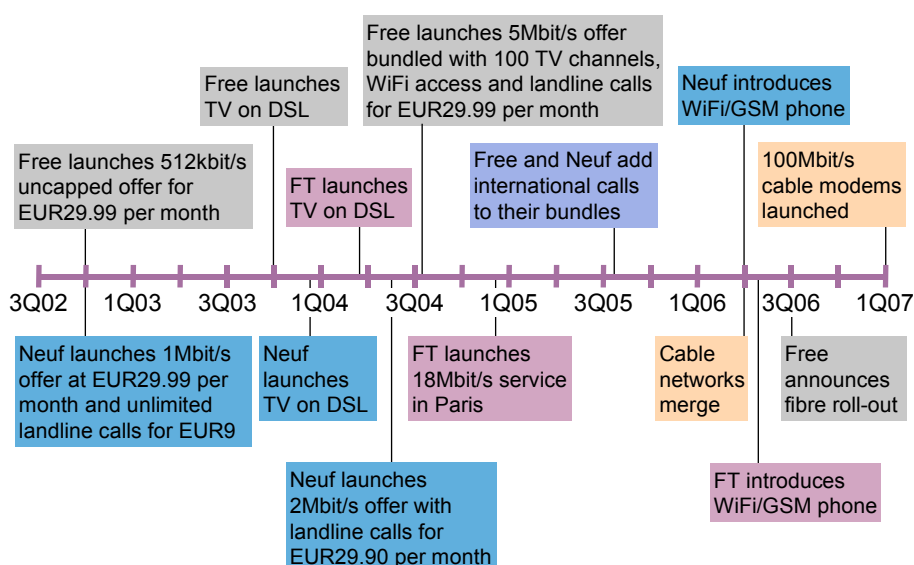 Free launches 5Mbit/s offer
bundled with 100 TV channels,
WiFi access and landline calls
for EUR29.99 per month
Free launches
TV on DSL
Neuf introduces
WiFi/GSM phone
Free launches 512kbit/s
uncapped offer for
EUR29.99 per month
FT launches
TV on DSL
Free and Neuf add
international calls
to their bundles
100Mbit/s
cable modems
launched
3Q02 1Q03 3Q03 1Q04 3Q04 1Q05 3Q05 1Q06 3Q06 1Q07
Neuf launches 1Mbit/s
offer at EUR29.99 per
month and unlimited
landline calls for EUR9
Neuf
launches
TV on DSL
FT launches
18Mbit/s service
in Paris
Cable
networks
merge
Free
announces
fibre roll-out
Neuf launches
2Mbit/s offer with
landline calls for
EUR29.90 per month
FT introduces
WiFi/GSM phone